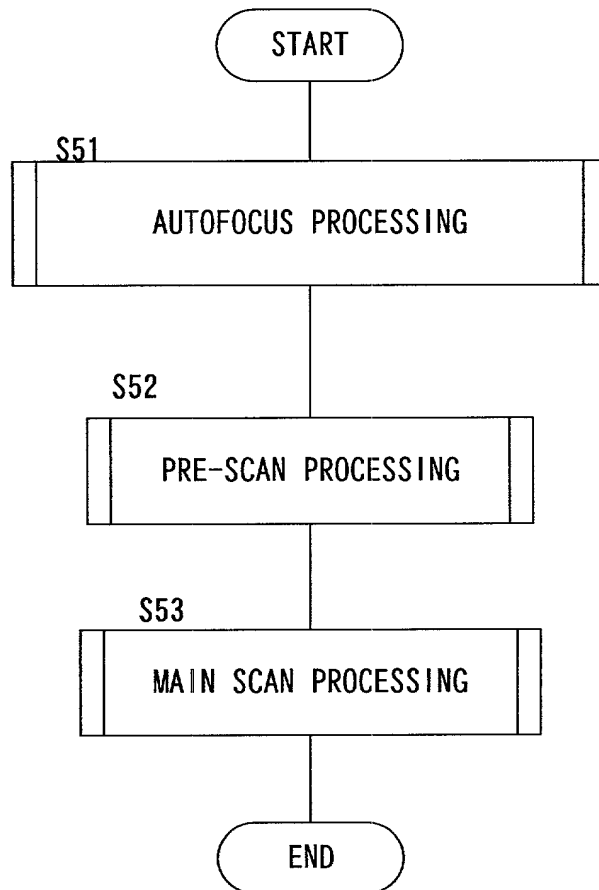 START
S51
AUTOFOCUS PROCESSING
S52
PRE-SCAN PROCESSING
S53
MAIN SCAN PROCESSING
END